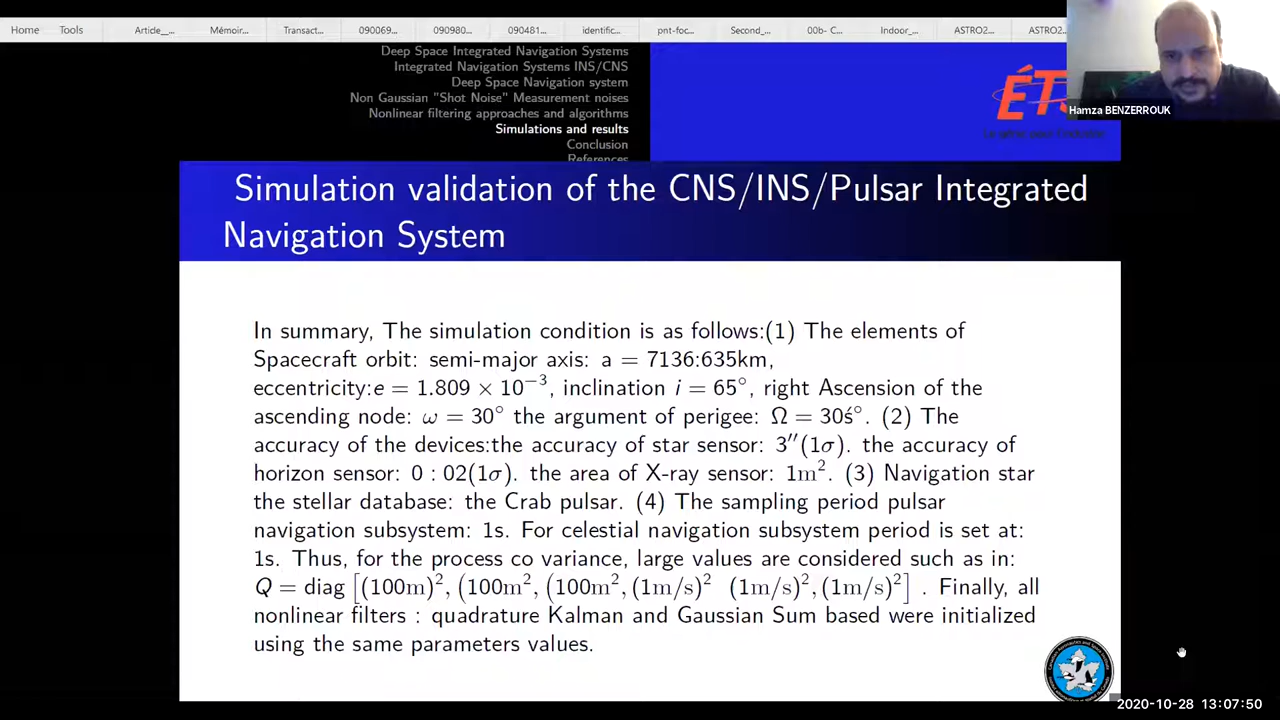 Home Tools Article__... Mémoir... Transact... 090069... 090980... 090481... identific... pnt-foc... Second_... 00b- C... Indoor_... ASTRO2... ASTRO2...
Deep Space Integrated Navigation Systems
Integrated Navigation Systems INS/CNS
Deep Space Navigation system
Non Gaussian "Shot Noise" Measurement noises
Nonlinear filtering approaches and algorithms
Simulations and results
Conclusion
References
Hamza BENZERROUK
Simulation validation of the CNS/INS/Pulsar Integrated
Navigation System
In summary, The simulation condition is as follows:(1) The elements of
Spacecraft orbit: semi-major axis: a = 7136:635km,
eccentricity:e = 1.809 × 10⁻³, inclination i = 65°, right Ascension of the
ascending node: ω = 30° the argument of perigee: Ω = 30ś°. (2) The
accuracy of the devices:the accuracy of star sensor: 3″(1σ). the accuracy of
horizon sensor: 0 : 02(1σ). the area of X-ray sensor: 1m². (3) Navigation star
the stellar database: the Crab pulsar. (4) The sampling period pulsar
navigation subsystem: 1s. For celestial navigation subsystem period is set at:
1s. Thus, for the process co variance, large values are considered such as in:
Q = diag [(100m)², (100m², (100m², (1m/s)² (1m/s)², (1m/s)²] . Finally, all
nonlinear filters : quadrature Kalman and Gaussian Sum based were initialized
using the same parameters values.
2020-10-28 13:07:50